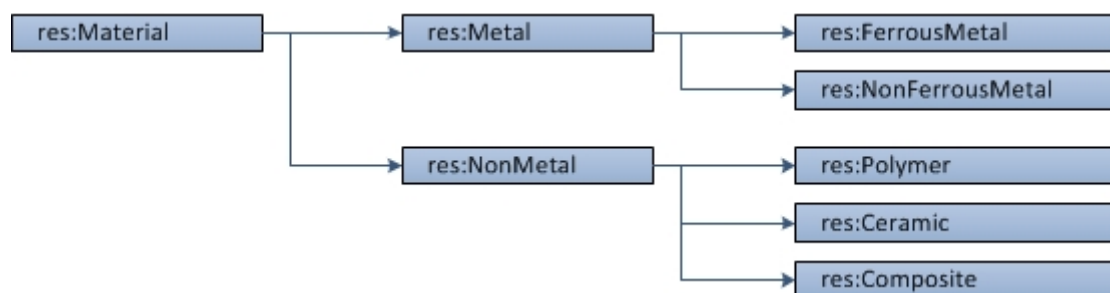 res:Material
res:Metal
res:FerrousMetal
res:NonFerrousMetal
res:NonMetal
res:Polymer
res:Ceramic
res:Composite